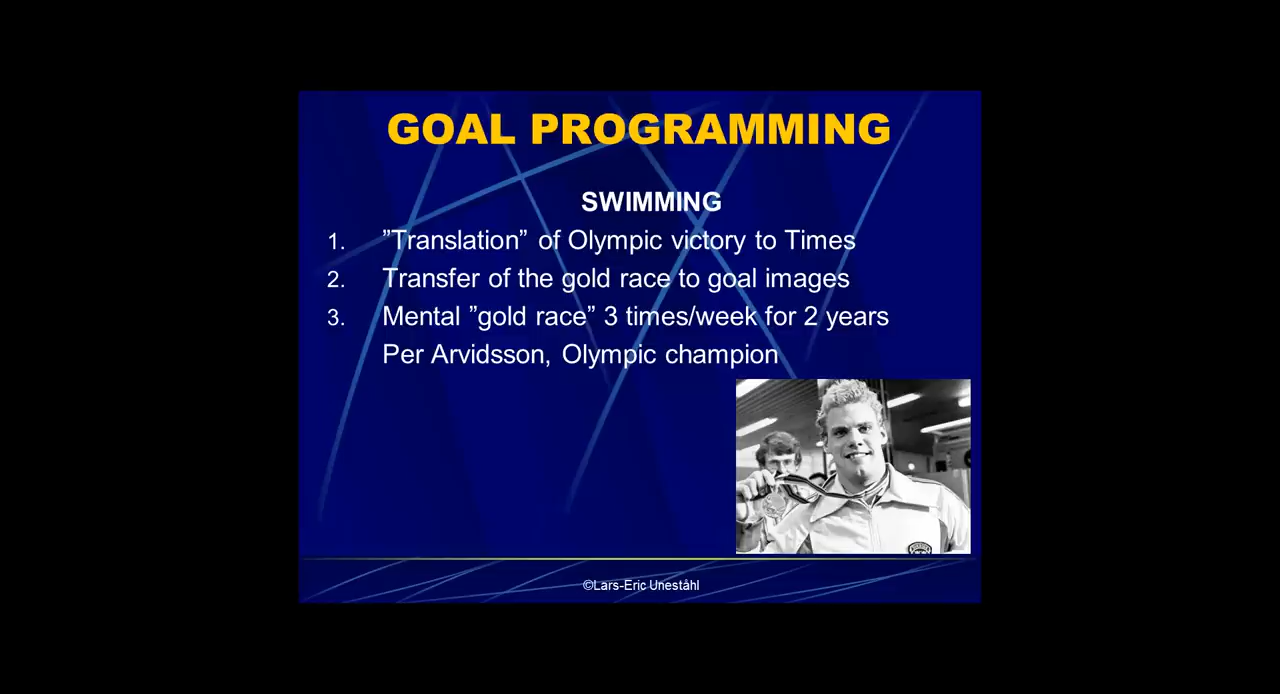 GOAL PROGRAMMING
SWIMMING
1. ”Translation” of Olympic victory to Times
2. Transfer of the gold race to goal images
3. Mental ”gold race” 3 times/week for 2 years
Per Arvidsson, Olympic champion
©Lars-Eric Uneståhl